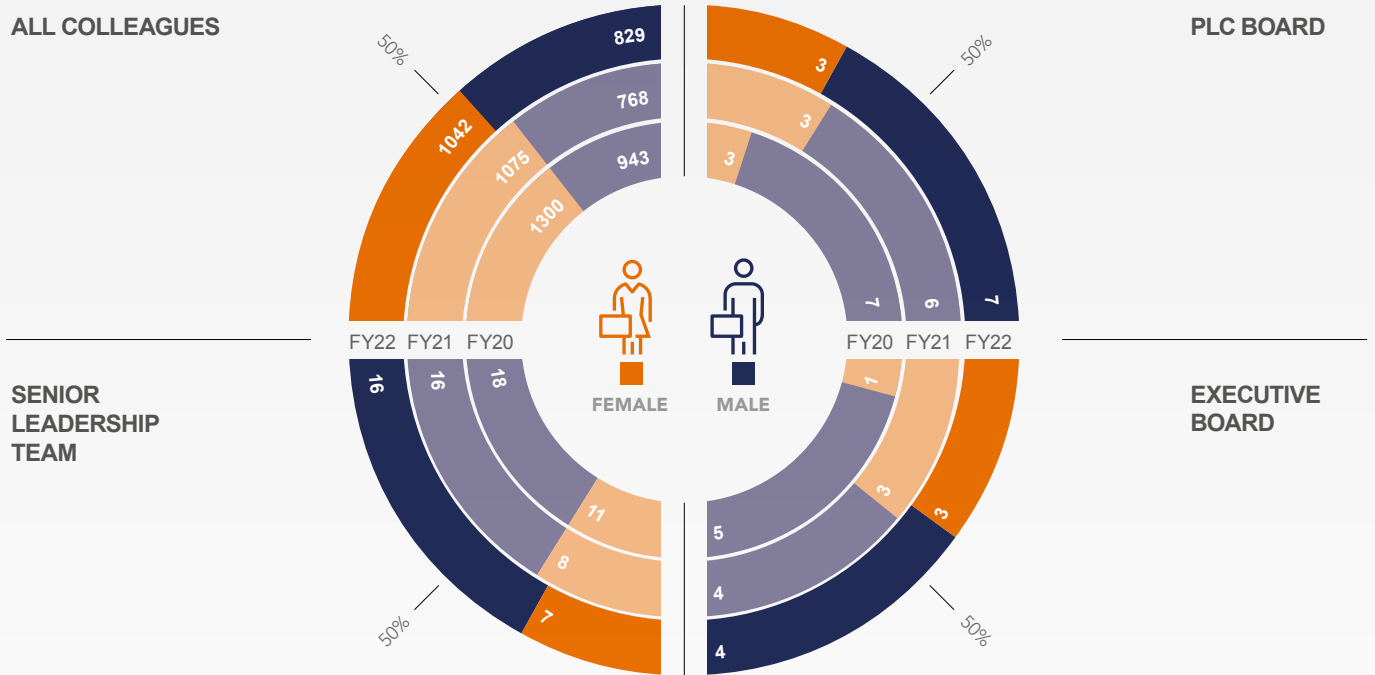 ALL COLLEAGUES
50%
829
768
943
1042
1075
1300
PLC BOARD
50%
3
3
3
7
6
7
FY22 FY21 FY20
FY20 FY21 FY22
FEMALE
MALE
SENIOR
LEADERSHIP
TEAM
16
16
18
11
8
7
50%
EXECUTIVE
BOARD
1
3
3
5
4
4
50%